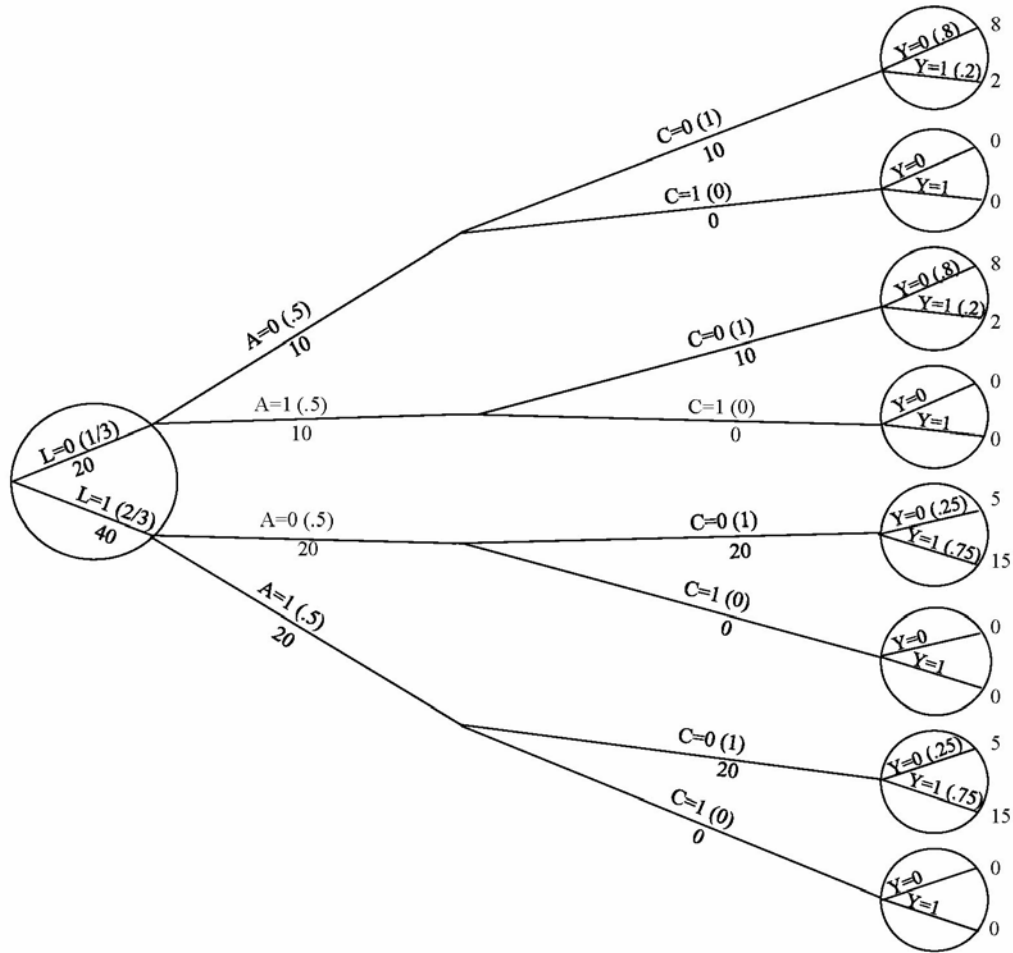 Y=0 (.8)
8
Y=1 (.2)
2
C=0 (1)
10
Y=0
0
Y=1
0
C=1 (0)
0
Y=0 (.8)
8
Y=1 (.2)
2
A=0 (.5)
10
C=0 (1)
10
Y=0
0
Y=1
0
A=1 (.5)
10
C=1 (0)
0
L=0 (1/3)
20
L=1 (2/3)
40
A=0 (.5)
20
C=0 (1)
20
Y=0 (.25)
5
Y=1 (.75)
15
A=1 (.5)
20
C=1 (0)
0
Y=0
0
Y=1
0
C=0 (1)
20
Y=0 (.25)
5
Y=1 (.75)
15
C=1 (0)
0
Y=0
0
Y=1
0